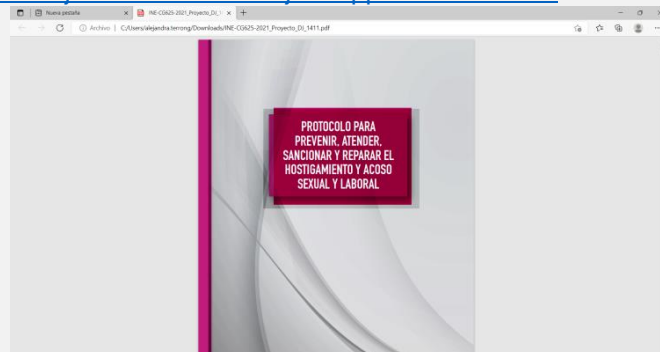 Nueva pestaña
INE-CG625-2021_Proyecto_DJ_1
Archivo | C:/Users/alejandra.terrong/Downloads/INE-CG625-2021_Proyecto_DJ_1411.pdf
PROTOCOLO PARA
PREVENIR, ATENDER,
SANCIONAR Y REPARAR EL
HOSTIGAMIENTO Y ACOSO
SEXUAL Y LABORAL